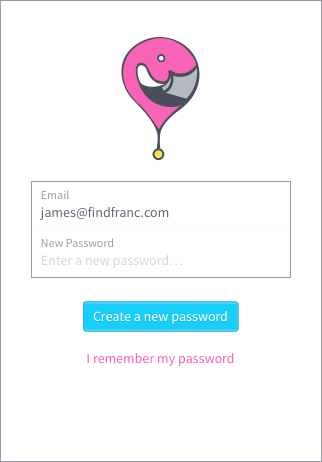 Email
james@findfranc.com
New Password
Enter a new password...
Create a new password
I remember my password